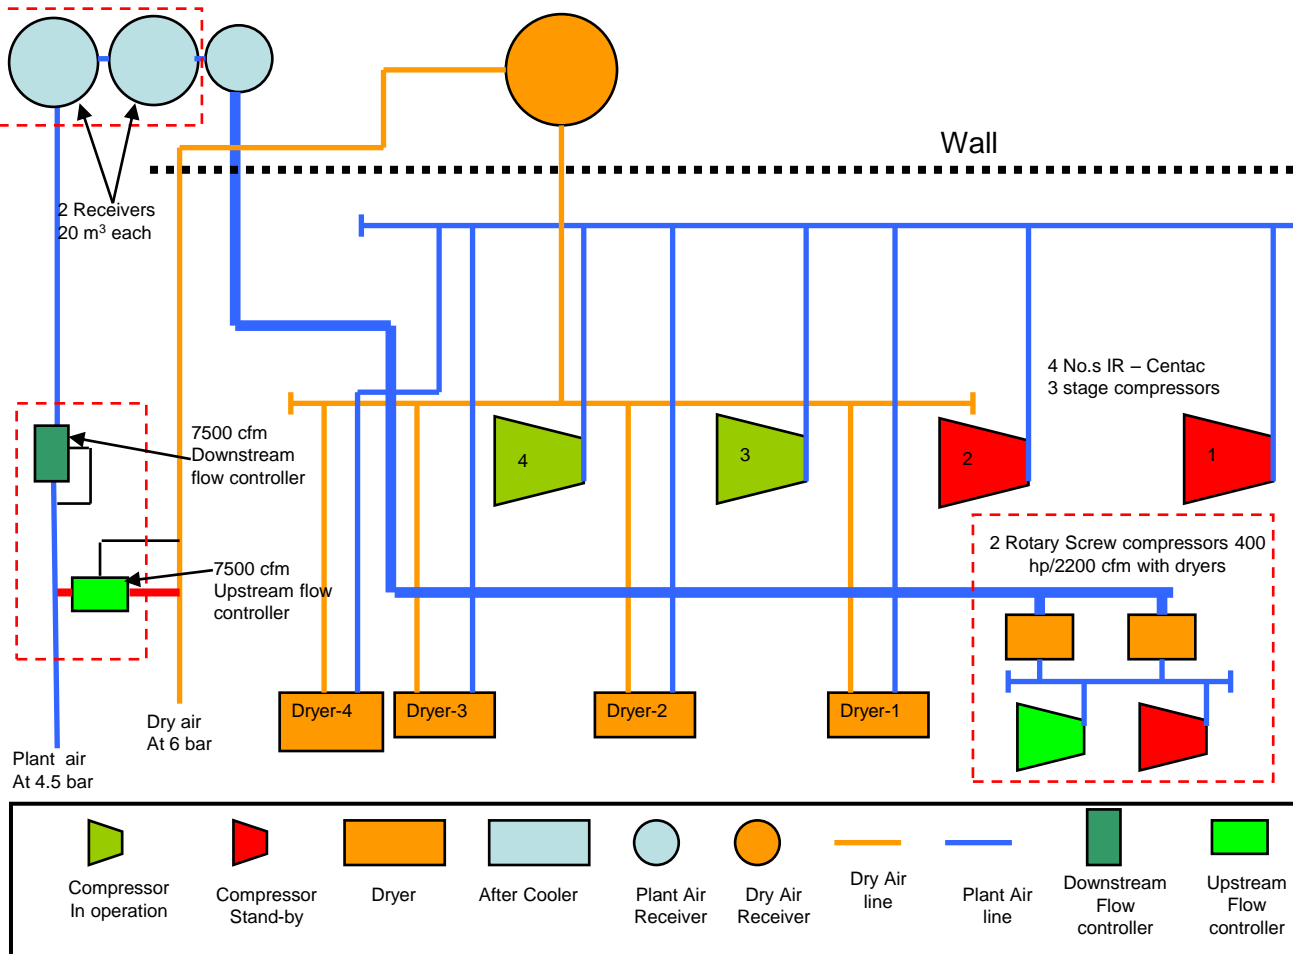 Wall
2 Receivers
20 m³ each
4 No.s IR – Centac
3 stage compressors
7500 cfm
Downstream
flow controller
4
3
2
1
2 Rotary Screw compressors 400
hp/2200 cfm with dryers
7500 cfm
Upstream flow
controller
Dryer-4
Dryer-3
Dryer-2
Dryer-1
Dry air
At 6 bar
Plant air
At 4.5 bar
Compressor
In operation
Compressor
Stand-by
Dryer
After Cooler
Plant Air
Receiver
Dry Air
Receiver
Dry Air
line
Plant Air
line
Downstream
Flow
controller
Upstream
Flow
controller